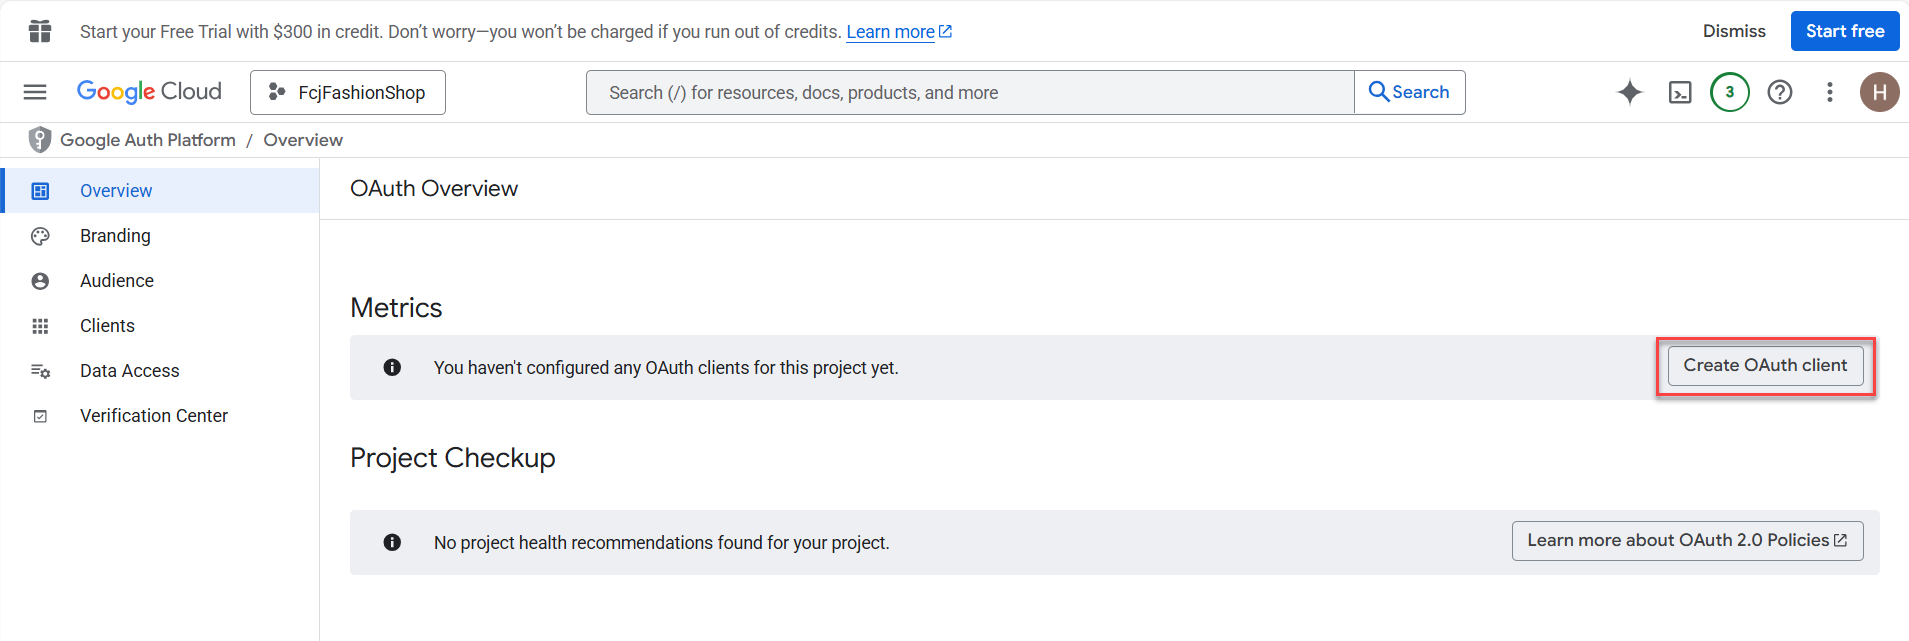 Start your Free Trial with $300 in credit. Don’t worry—you won’t be charged if you run out of credits. Learn more
Dismiss
Start free
Google Cloud
FcjFashionShop
Search (/) for resources, docs, products, and more
Search
3
H
Google Auth Platform / Overview
Overview
Branding
Audience
Clients
Data Access
Verification Center
OAuth Overview
Metrics
You haven't configured any OAuth clients for this project yet.
Create OAuth client
Project Checkup
No project health recommendations found for your project.
Learn more about OAuth 2.0 Policies